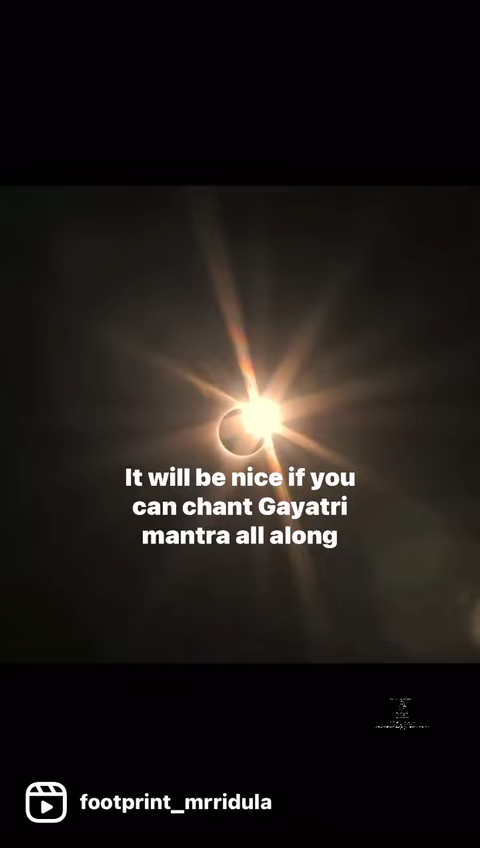 It will be nice if you
can chant Gayatri
mantra all along
footprint_mrridula